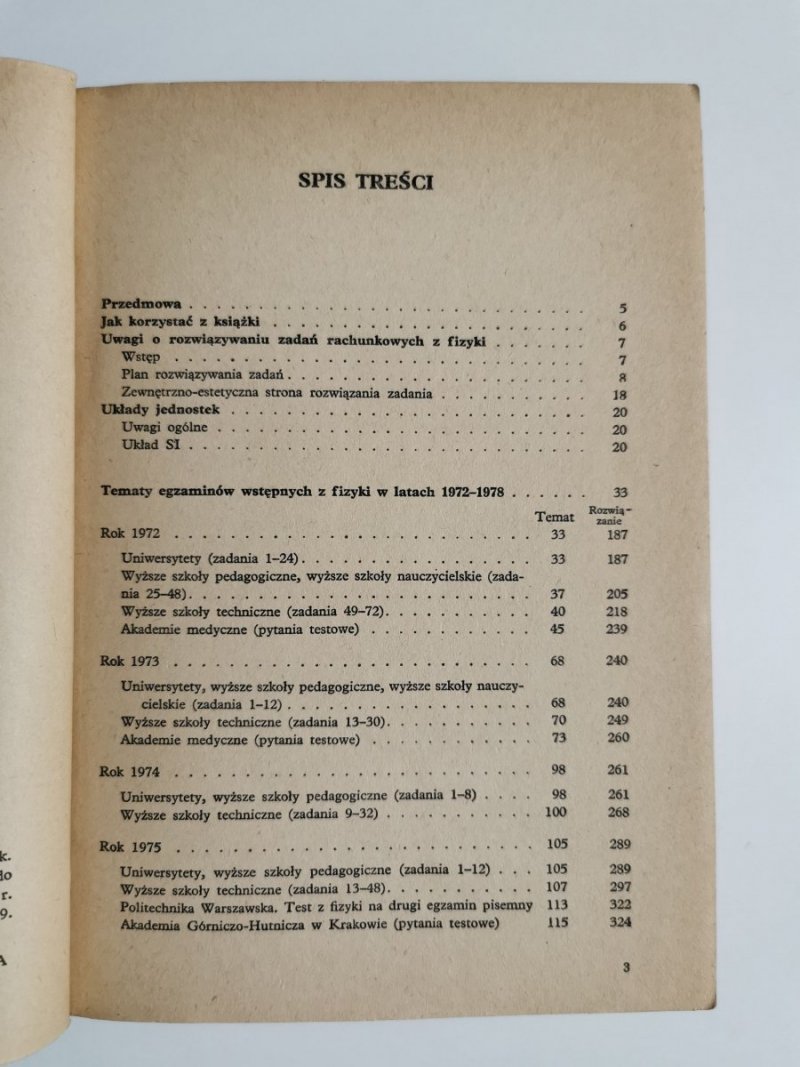 SPIS TREŚCI
Przedmowa . . . . . . . . . . . . . . . . . . . . . . . . . . . . . 5
Jak korzystać z książki . . . . . . . . . . . . . . . . . . . . . . . 6
Uwagi o rozwiązywaniu zadań rachunkowych z fizyki . . . . . . . 7
Wstęp . . . . . . . . . . . . . . . . . . . . . . . . . . . . . . 7
Plan rozwiązywania zadań . . . . . . . . . . . . . . . . . . . . . . 8
Zewnętrzno-estetyczna strona rozwiązania zadania . . . . . . . . . . . 18
Układy jednostek . . . . . . . . . . . . . . . . . . . . . . . . . . 20
Uwagi ogólne . . . . . . . . . . . . . . . . . . . . . . . . . . . 20
Układ SI . . . . . . . . . . . . . . . . . . . . . . . . . . . . . 20
Tematy egzaminów wstępnych z fizyki w latach 1972–1978 . . . . . . 33
Temat Rozwią-
zanie
Rok 1972 . . . . . . . . . . . . . . . . . . . . . . . . . . 33 187
Uniwersytety (zadania 1–24) . . . . . . . . . . . . . . . . . 33 187
Wyższe szkoły pedagogiczne, wyższe szkoły nauczycielskie (zada-
nia 25–48) . . . . . . . . . . . . . . . . . . . . . . . . . 37 205
Wyższe szkoły techniczne (zadania 49–72) . . . . . . . . . . . 40 218
Akademie medyczne (pytania testowe) . . . . . . . . . . . . 45 239
Rok 1973 . . . . . . . . . . . . . . . . . . . . . . . . . . 68 240
Uniwersytety, wyższe szkoły pedagogiczne, wyższe szkoły nauczy-
cielskie (zadania 1–12) . . . . . . . . . . . . . . . . . . 68 240
Wyższe szkoły techniczne (zadania 13–30) . . . . . . . . . . . 70 249
Akademie medyczne (pytania testowe) . . . . . . . . . . . . 73 260
Rok 1974 . . . . . . . . . . . . . . . . . . . . . . . . . . 98 261
Uniwersytety, wyższe szkoły pedagogiczne (zadania 1–8) . . . . 98 261
Wyższe szkoły techniczne (zadania 9–32) . . . . . . . . . . . 100 268
Rok 1975 . . . . . . . . . . . . . . . . . . . . . . . . . . 105 289
Uniwersytety, wyższe szkoły pedagogiczne (zadania 1–12) . . . 105 289
Wyższe szkoły techniczne (zadania 13–48) . . . . . . . . . . . 107 297
Politechnika Warszawska. Test z fizyki na drugi egzamin pisemny 113 322
Akademia Górniczo-Hutnicza w Krakowie (pytania testowe) 115 324
3
k.
r.
9.